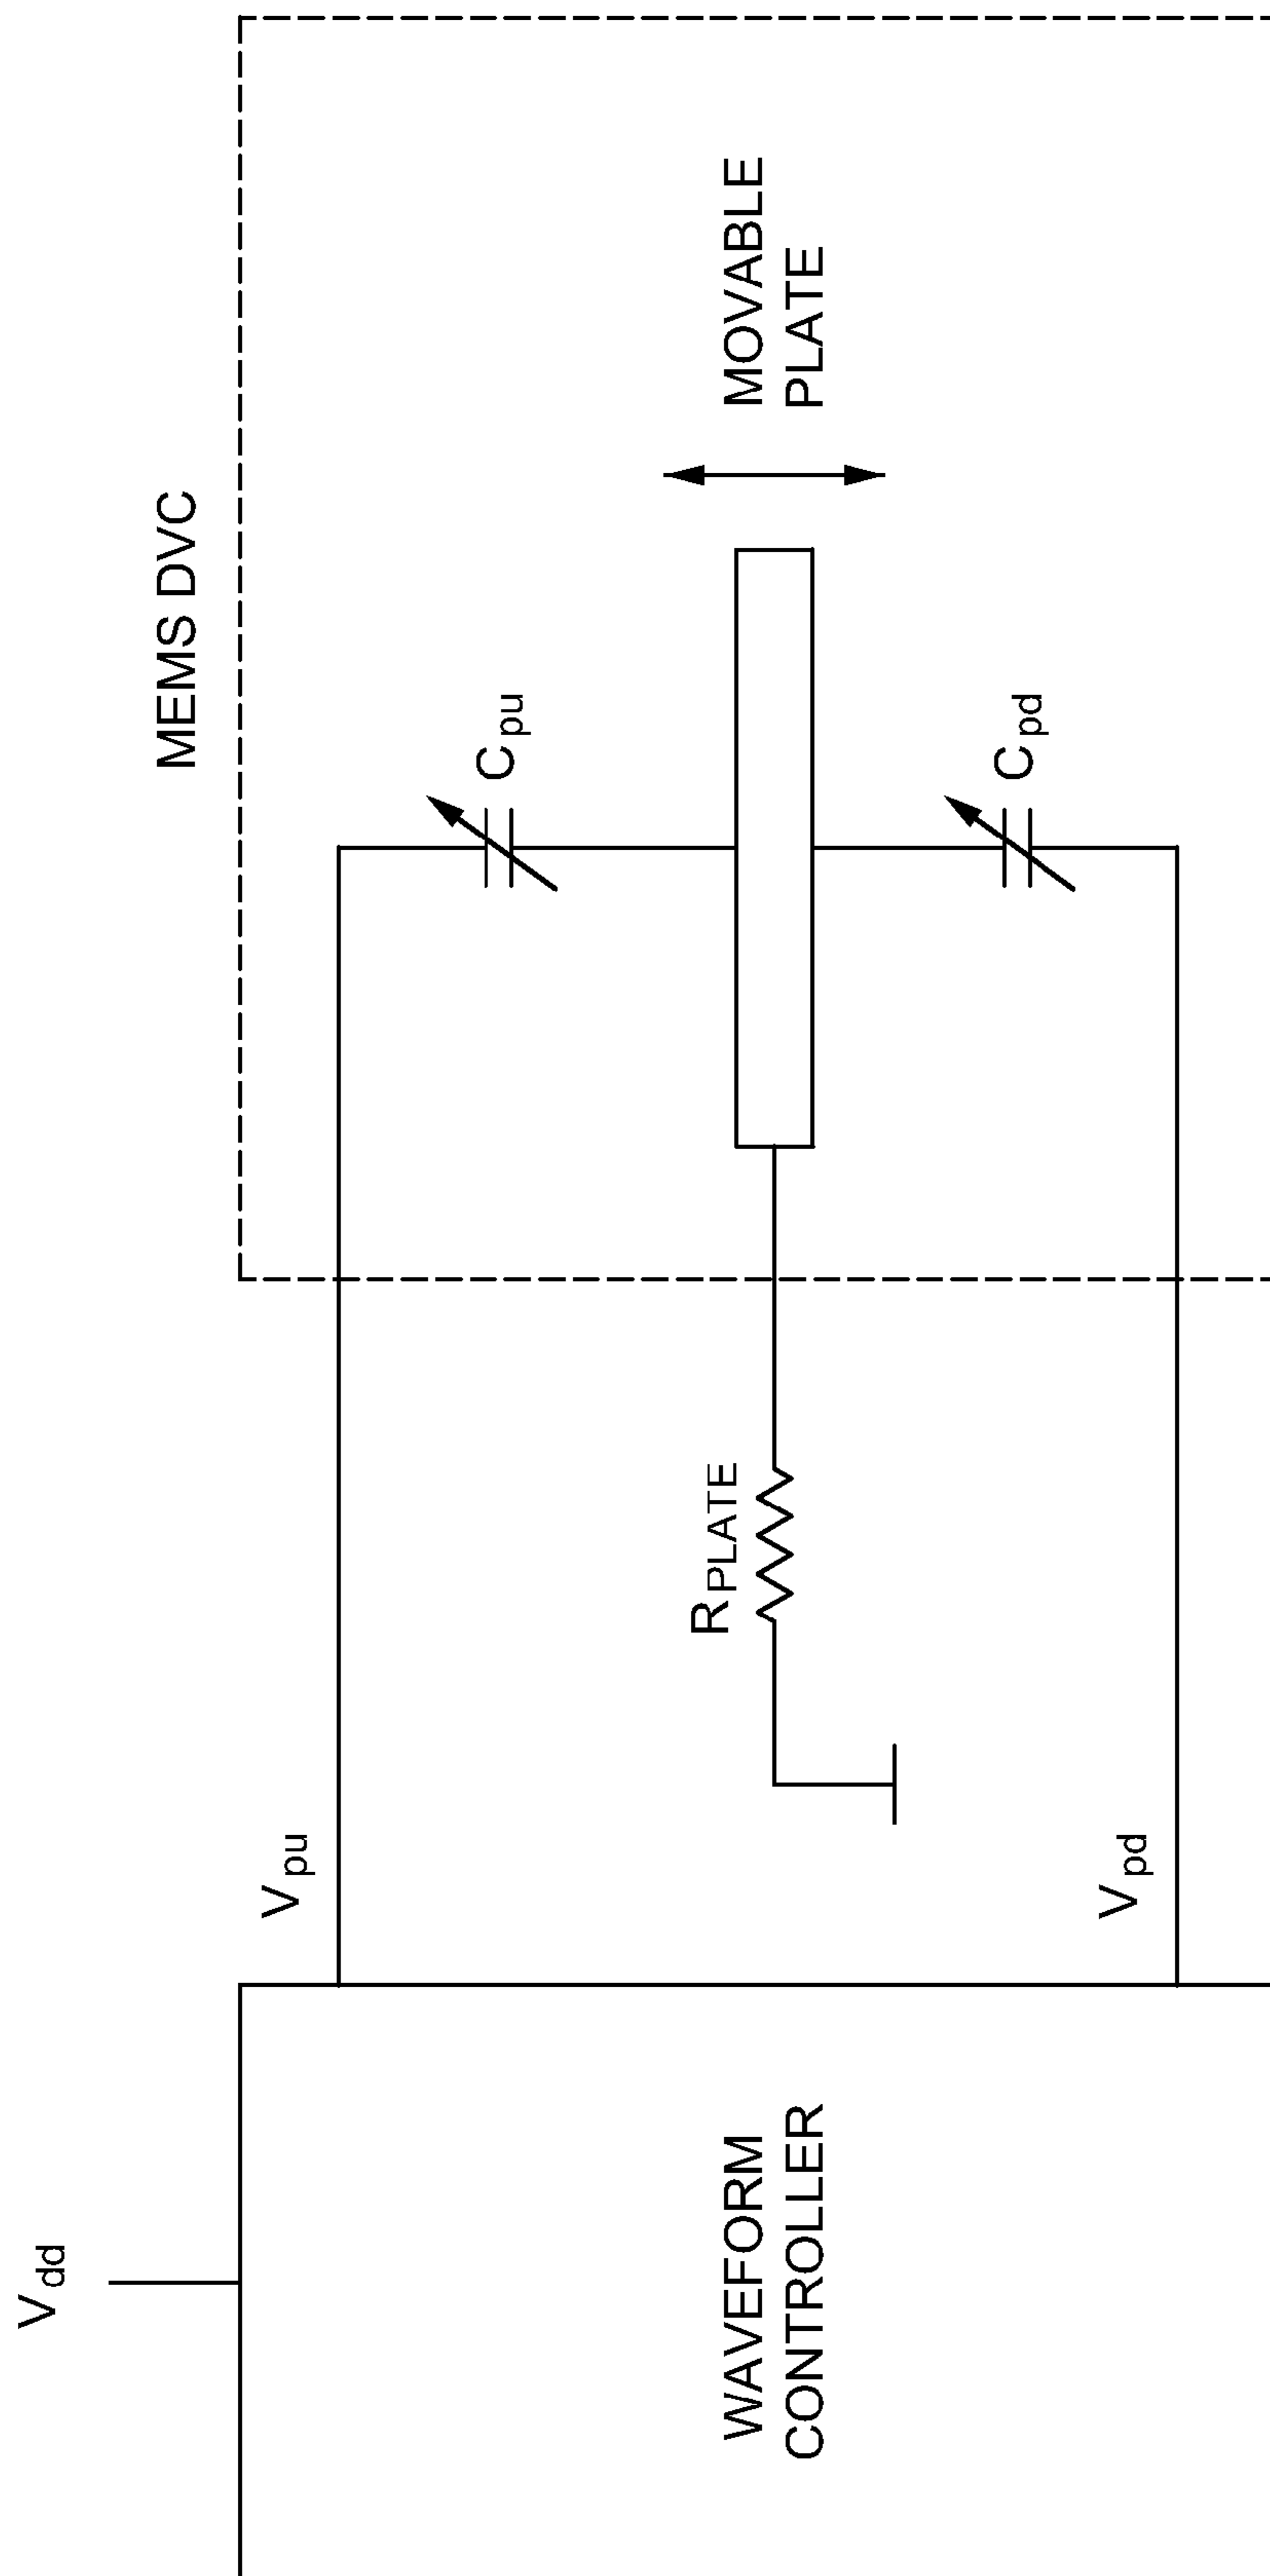 MEMS DVC
MOVABLE
PLATE
Cpu
Cpd
RPLATE
Vpu
Vpd
Vdd
WAVEFORM
CONTROLLER